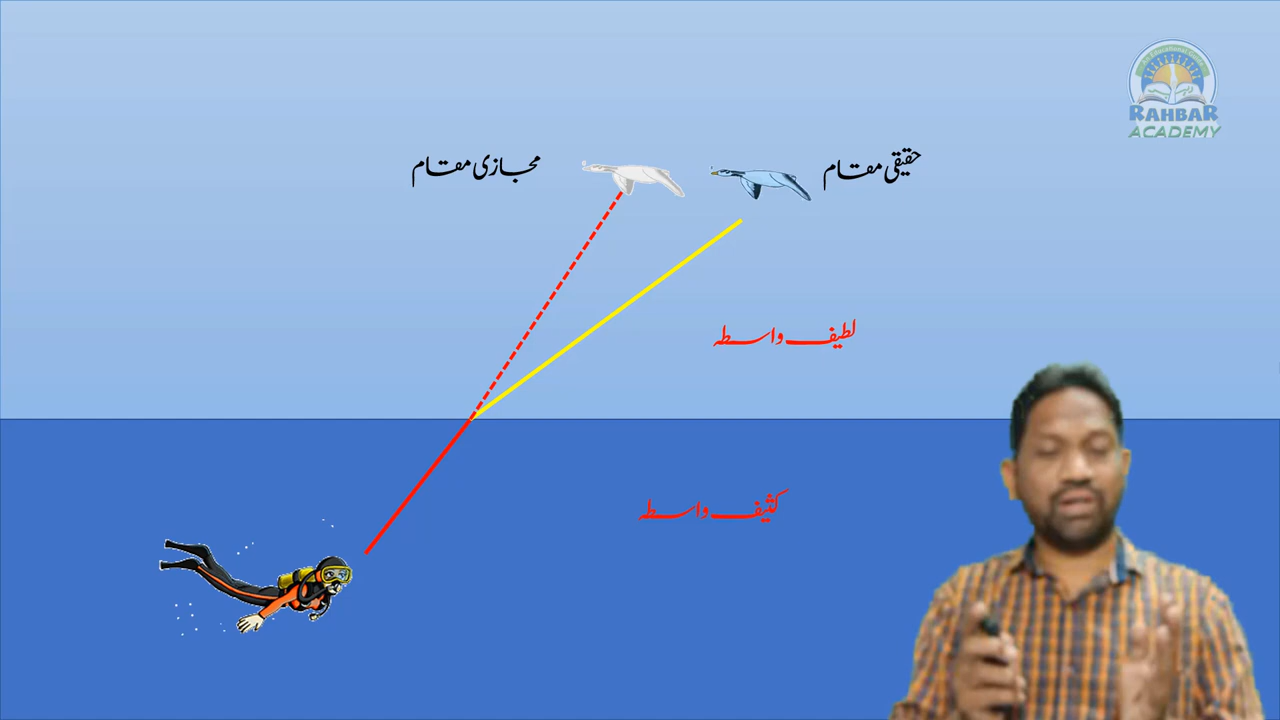 RAHBAR
ACADEMY
حقیقی مقام
مجازی مقام
لطیف واسطہ
کثیف واسطہ